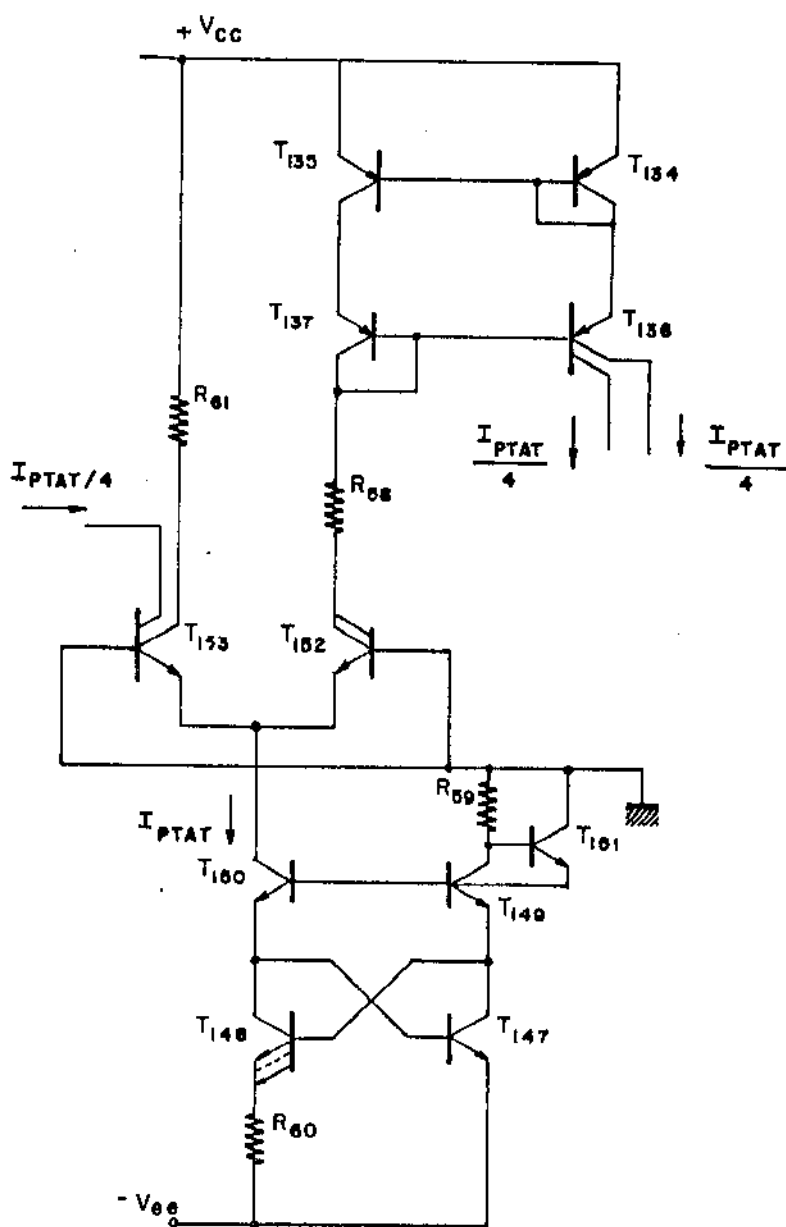 + Vcc
T135
T134
T137
T136
R61
IPTAT/4
R58
IPTAT
4
IPTAT
4
T153
T152
R59
T151
IPTAT
T150
T149
T148
T147
R60
- Vee